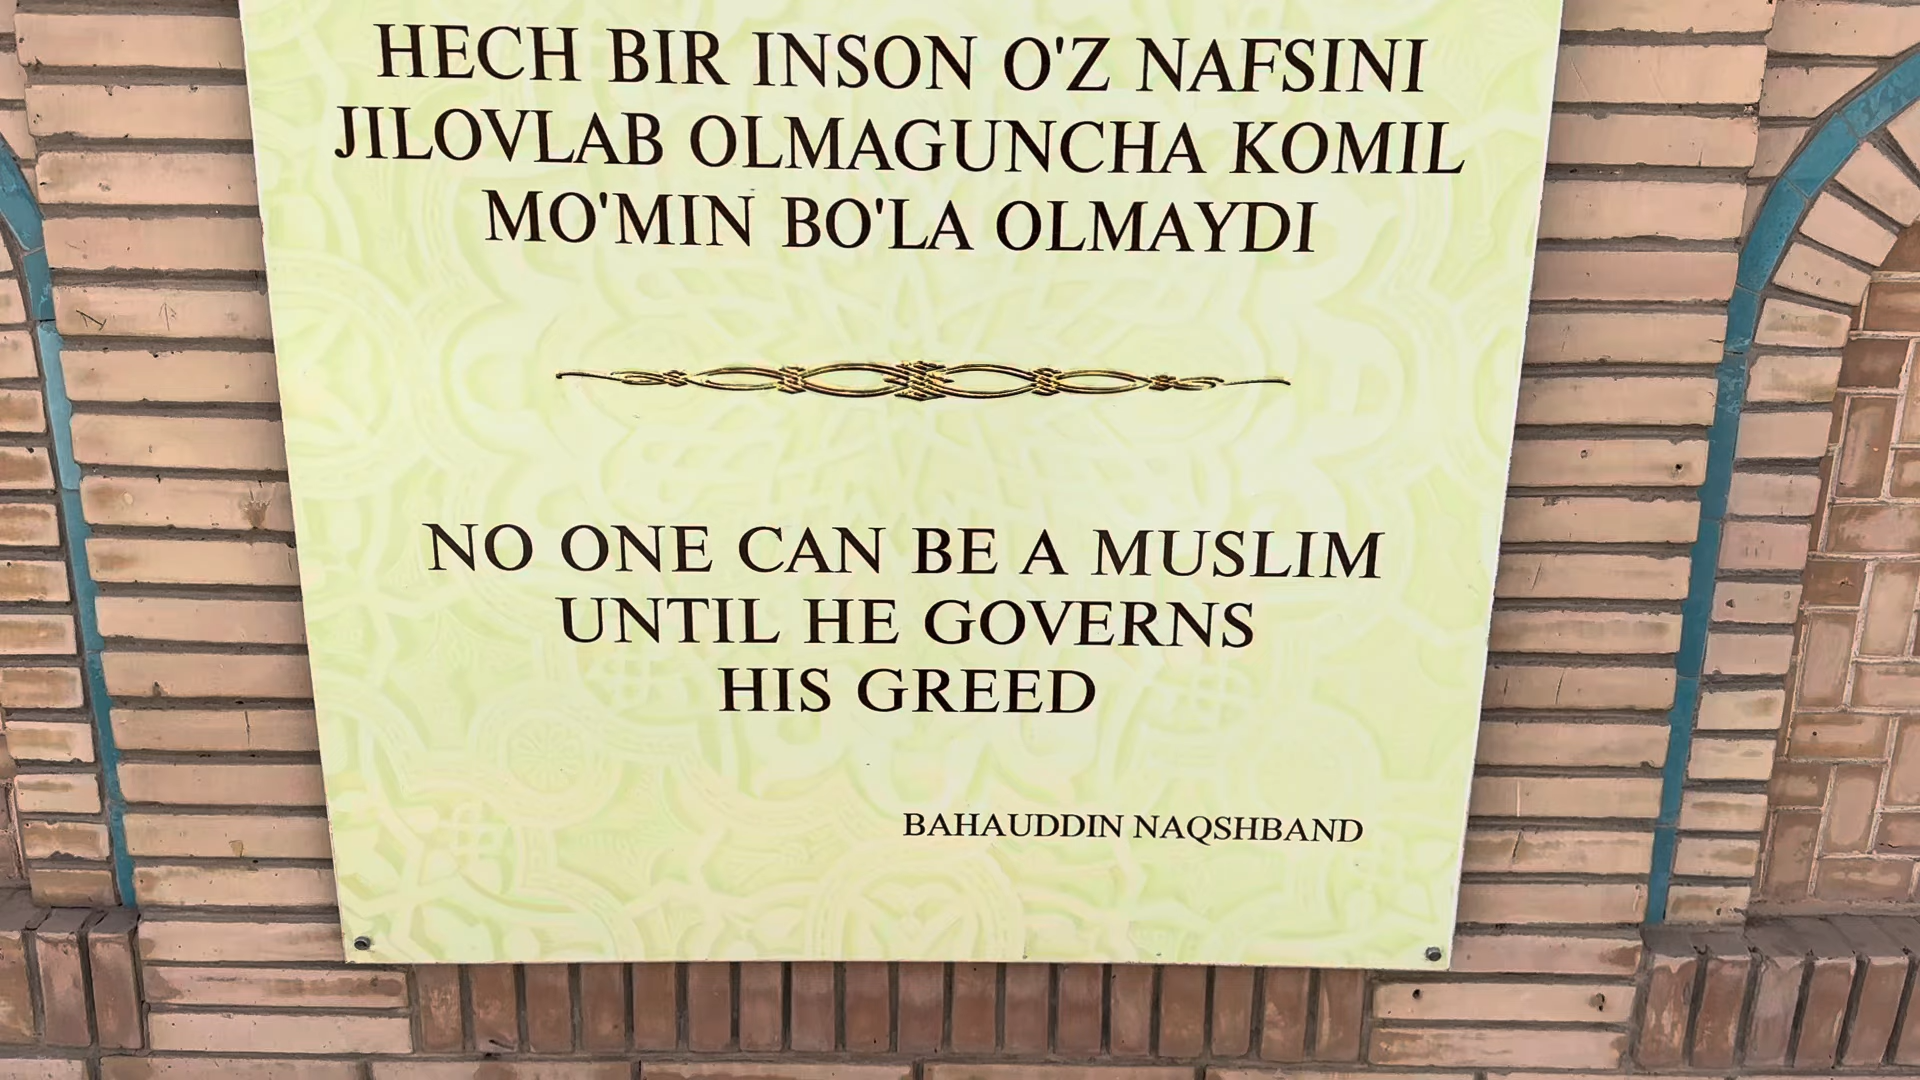 HECH BIR INSON O'Z NAFSINI
JILOVLAB OLMAGUNCHA KOMIL
MO'MIN BO'LA OLMAYDI
NO ONE CAN BE A MUSLIM
UNTIL HE GOVERNS
HIS GREED
BAHAUDDIN NAQSHBAND